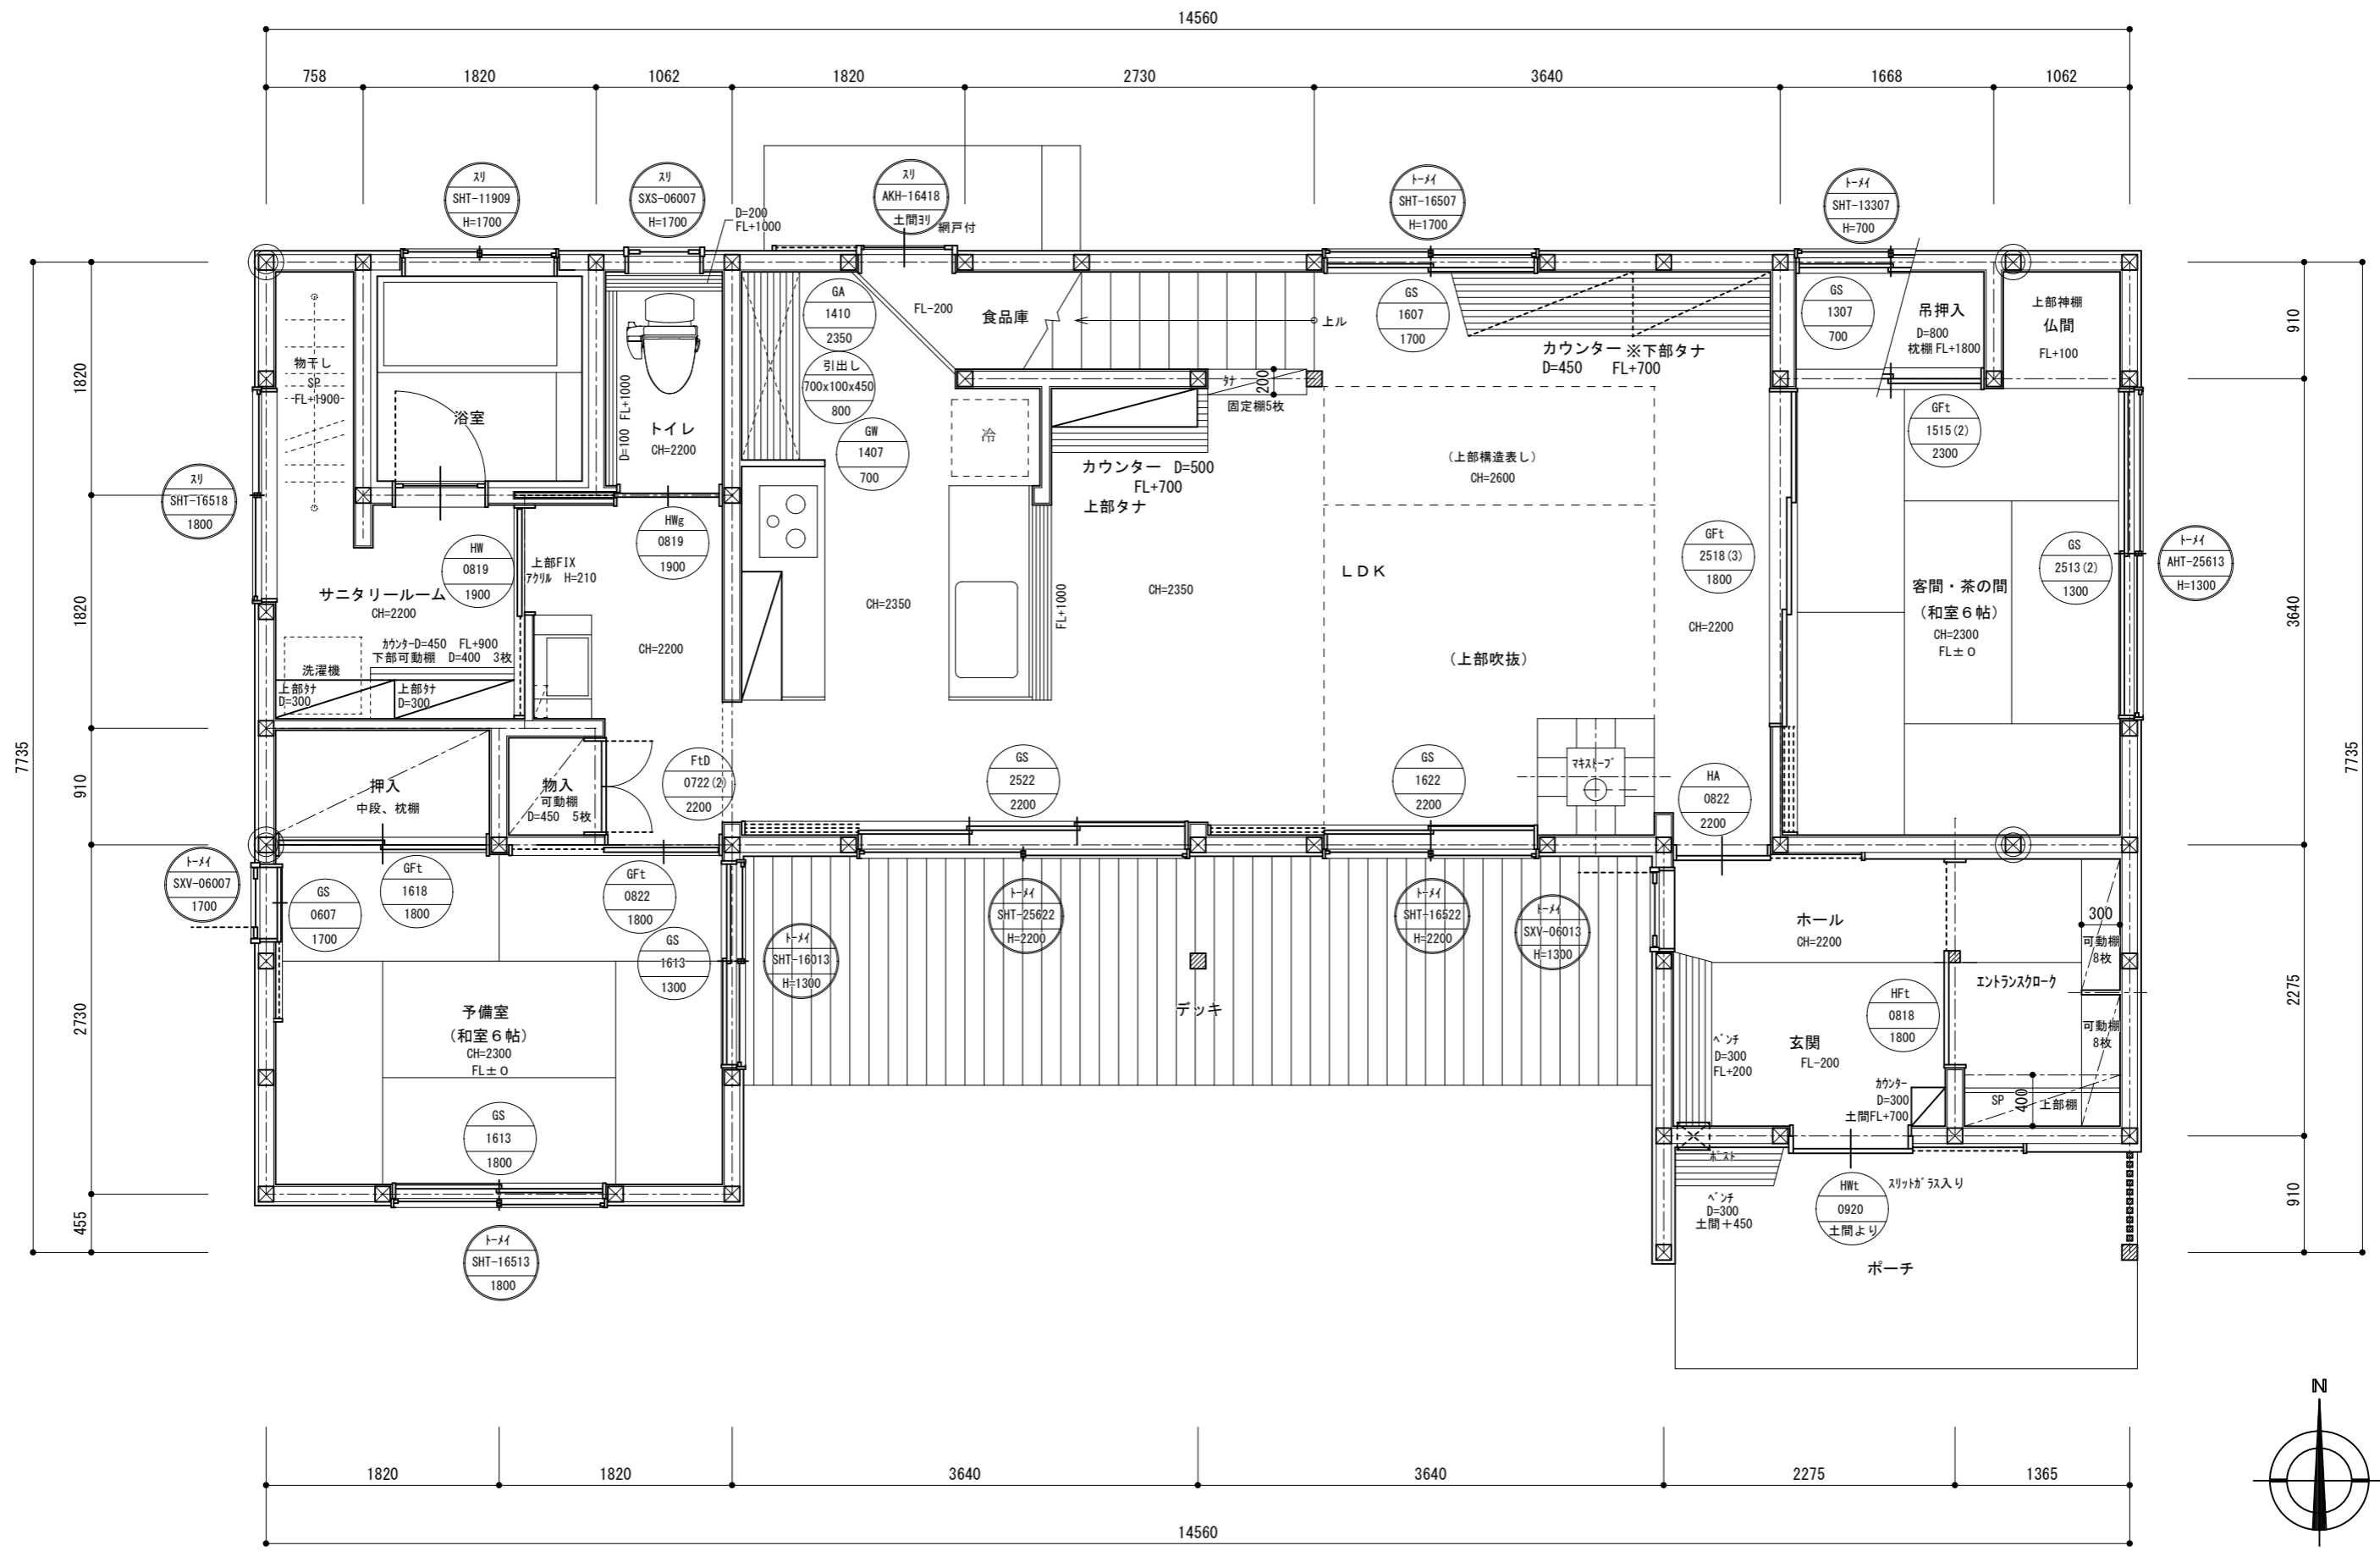 14560
758
1820
1062
1820
2730
3640
1668
1062
スリ
SHT-11909
H=1700
スリ
SXS-06007
H=1700
D=200
FL+1000
スリ
AKH-16418
土間ヨリ
網戸付
トーメイ
SHT-16507
H=1700
トーメイ
SHT-13307
H=700
7735
1820
1820
910
2730
455
910
3640
2275
910
7735
物干し
SP
FL+1900
浴室
D=100 FL+1000
トイレ
CH=2200
GA
1410
2350
引出し
700x100x450
800
GW
1407
700
FL-200
食品庫
上ル
タナ
200
固定棚5枚
冷
カウンター D=500
FL+700
上部タナ
GS
1607
1700
カウンター ※下部タナ
D=450 FL+700
GS
1307
700
吊押入
D=800
枕棚 FL+1800
上部神棚
仏間
FL+100
GFt
1515(2)
2300
(上部構造表し)
CH=2600
スリ
SHT-16518
1800
HW
0819
1900
上部FIX
アクリル H=210
HWg
0819
1900
サニタリールーム
CH=2200
カウンターD=450 FL+900
下部可動棚 D=400 3枚
洗濯機
上部タナ
D=300
上部タナ
D=300
CH=2200
CH=2350
FL+1000
CH=2350
LDK
(上部吹抜)
GFt
2518(3)
1800
CH=2200
客間・茶の間
(和室6帖)
CH=2300
FL±0
GS
2513(2)
1300
トーメイ
AHT-25613
H=1300
押入
中段、枕棚
物入
可動棚
D=450 5枚
FtD
0722(2)
2200
GS
2522
2200
GS
1622
2200
マキストーブ
HA
0822
2200
トーメイ
SXV-06007
1700
GS
0607
1700
GFt
1618
1800
GFt
0822
1800
GS
1613
1300
トーメイ
SHT-16013
H=1300
トーメイ
SHT-25622
H=2200
トーメイ
SHT-16522
H=2200
トーメイ
SXV-06013
H=1300
デッキ
予備室
(和室6帖)
CH=2300
FL±0
GS
1613
1800
トーメイ
SHT-16513
1800
ホール
CH=2200
300
可動棚
8枚
エントランスクローク
可動棚
8枚
HFt
0818
1800
ベンチ
D=300
FL+200
玄関
FL-200
カウンター
D=300
土間FL+700
SP
400
上部棚
ポスト
ベンチ
D=300
土間+450
HWt
0920
土間より
スリットガラス入り
ポーチ
N
1820
1820
3640
3640
2275
1365
14560